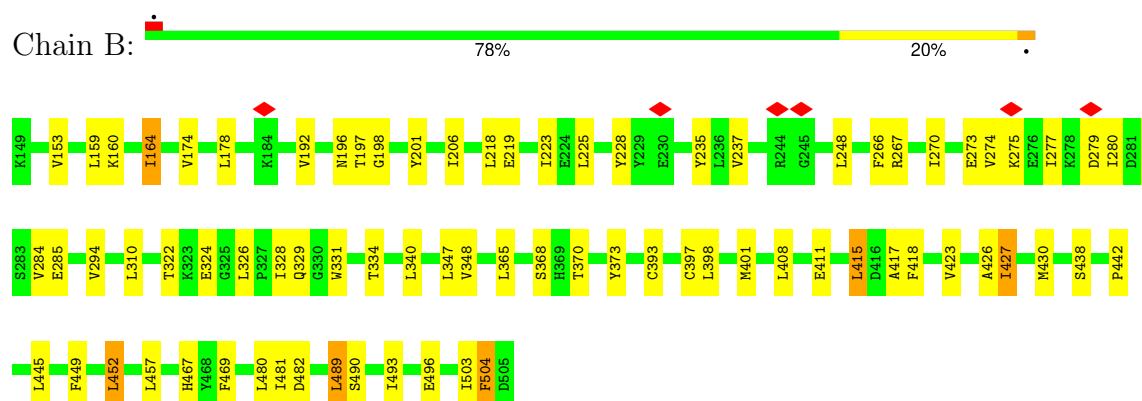 Chain B:
78% 20%
K149 V153 L159 K160 I164 V174 L178 K184 V192 N196 T197 G198 Y201 I206 L218 E219 I223 E224 L225 Y228 Y229 E230 Y235 L236 V237 R244 G245 L248 F266 R267 I270 E273 V274 K275 E276 I277 K278 D279 I280 D281
S283 V284 E285 V294 L310 T322 K323 E324 G325 L326 P327 I328 Q329 G330 W331 T334 L340 L347 V348 L365 S368 H369 T370 Y373 C393 C397 L398 M401 L408 E411 L415 D416 A417 F418 V423 A426 I427 M430 S438 P442
L445 F449 L452 L457 H467 Y468 F469 L480 I481 D482 L489 S490 I493 E496 I503 F504 D505